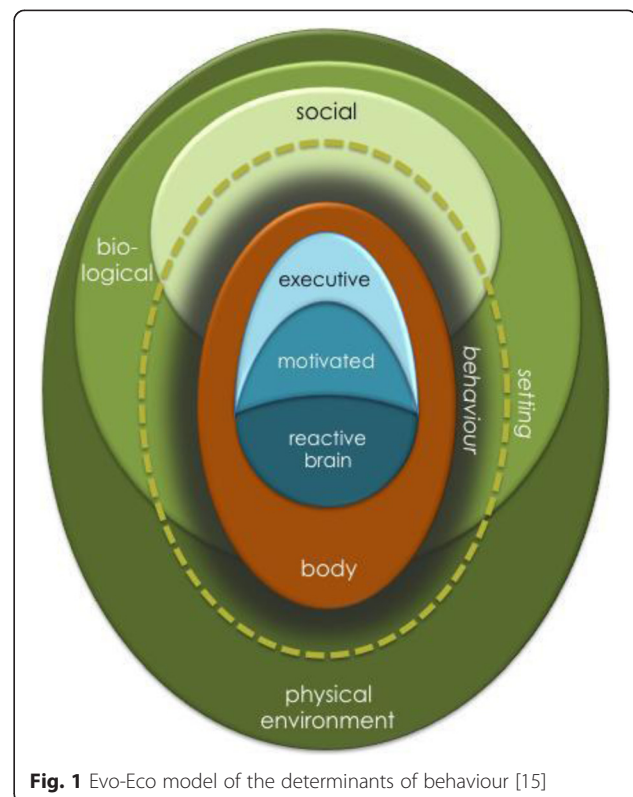 social
bio-
logical
executive
motivated
behaviour
setting
reactive
brain
body
physical
environment
Fig. 1 Evo-Eco model of the determinants of behaviour [15]